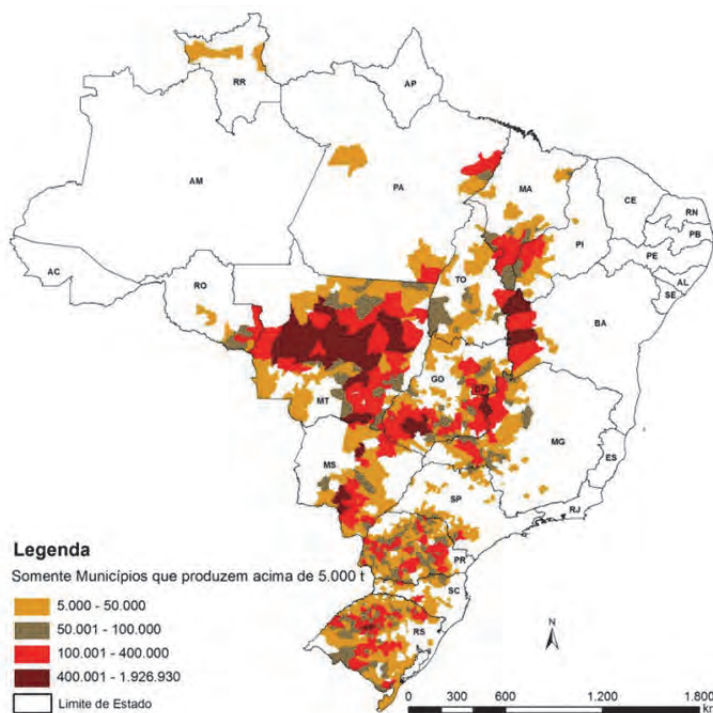 RR
AP
AM
PA
MA
CE
RN
PB
PE
AL
SE
PI
AC
RO
TO
BA
MT
GO
DF
MG
ES
MS
SP
RJ
PR
SC
RS
N
Legenda
Somente Municípios que produzem acima de 5.000 t
5.000 - 50.000
50.001 - 100.000
100.001 - 400.000
400.001 - 1.926.930
Limite de Estado
0 300 600 1.200 1.800
km